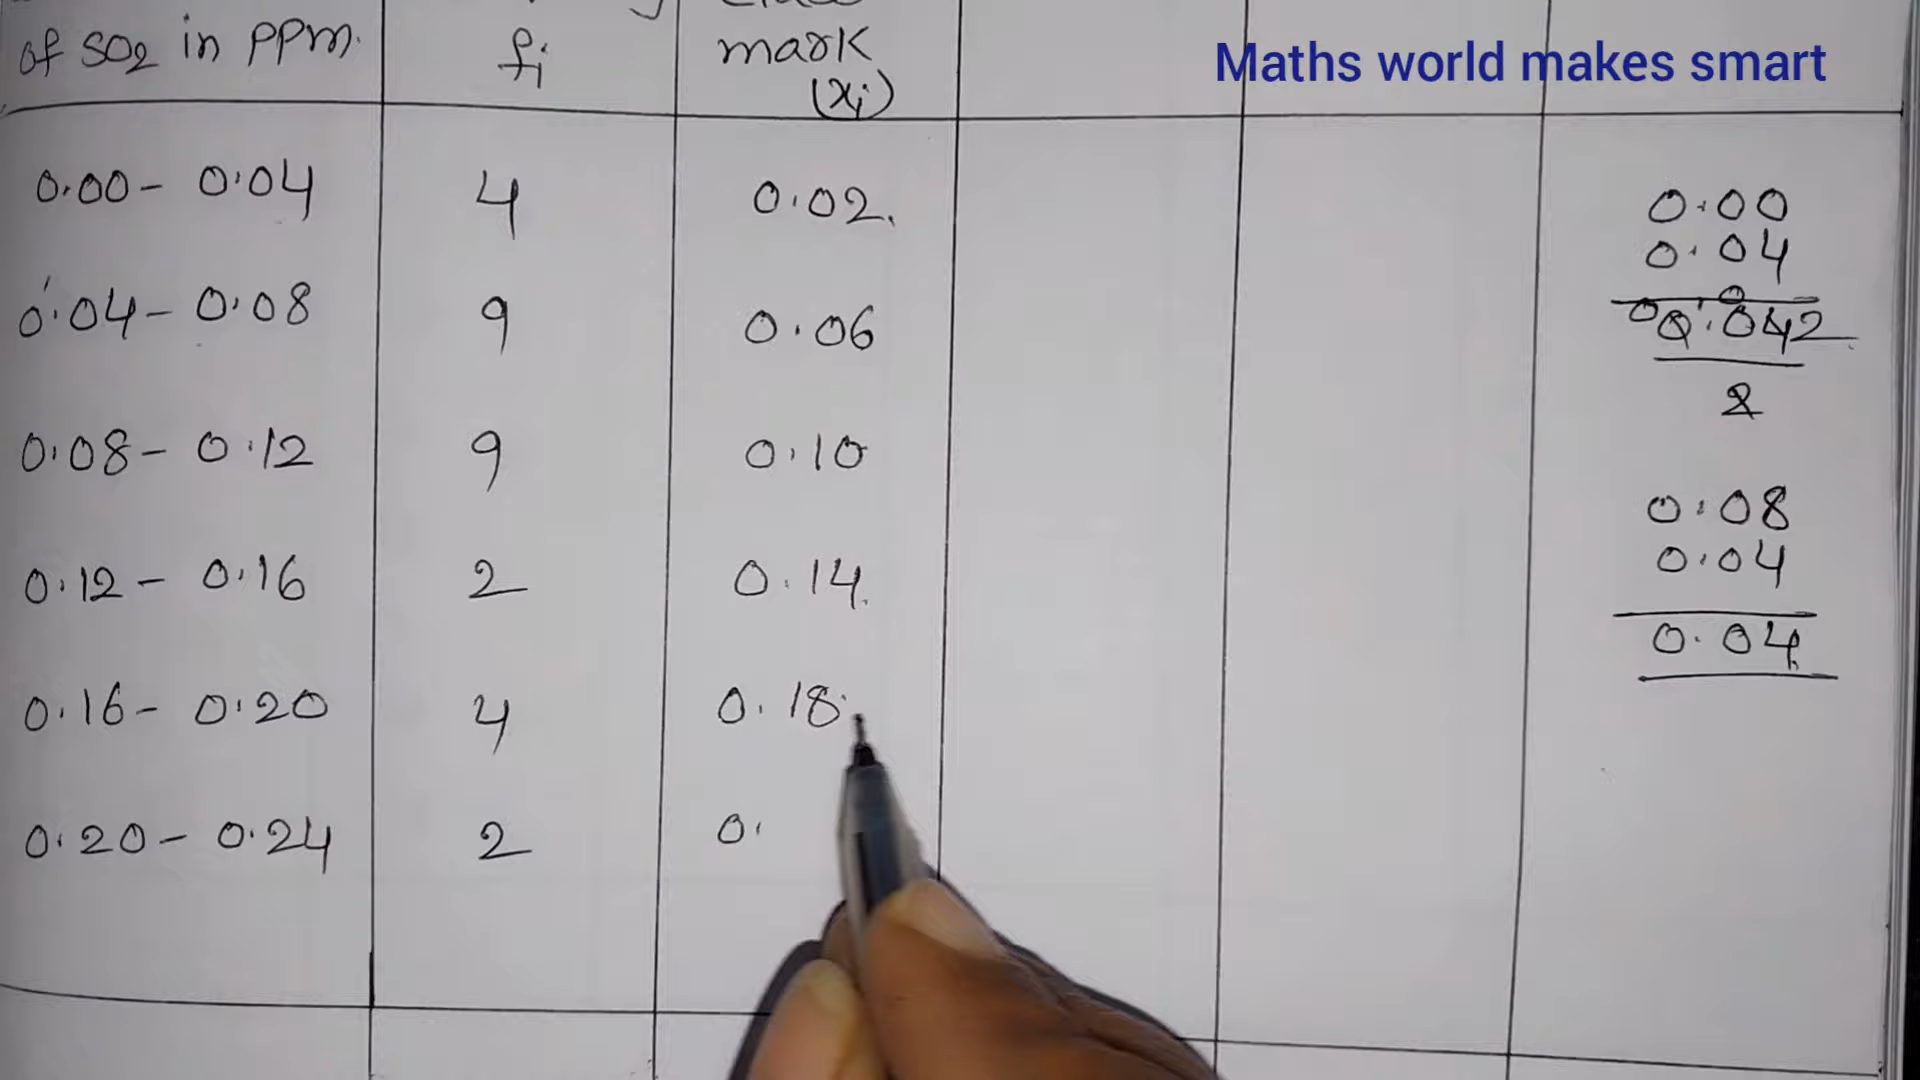 of SO2 in PPm.
fi
mark
(xi)
Maths world makes smart
0.00 - 0.04 4 0.02.
0.04 - 0.08 9 0.06
0.08 - 0.12 9 0.10
0.12 - 0.16 2 0.14.
0.16 - 0.20 4 0.18.
0.20 - 0.24 2 0.
0.00
0.04
2
0.08
0.04
0.04